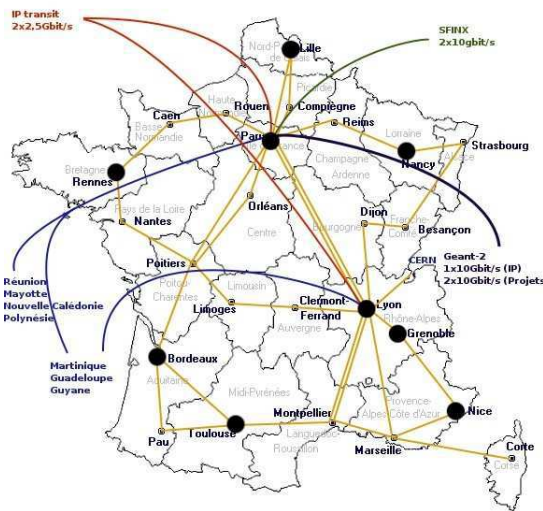 IP transit
2x2,5Gbit/s
SFINX
2x10gbit/s
Lille
Nord-P
de Calais
Picardie
Haute
Rouen
Compiègne
Caen
Basse
Normandie
Reims
Lorraine
Paris
Strasbourg
Nancy
Alsace
Champagne
Ardenne
Bretagne
Rennes
Pays de la Loire
Nantes
Orléans
Centre
Dijon
Bourgogne
Franche-
Comté
Besançon
Poitiers
Poitou-
Charentes
CERN
Geant-2
1x10Gbit/s (IP)
2x10Gbit/s (Projets
Réunion
Mayotte
Nouvelle Calédonie
Polynésie
Limousin
Limoges
Clermont-
Ferrand
Auvergne
Lyon
Rhône-Alpes
Grenoble
Martinique
Guadeloupe
Guyane
Bordeaux
Aquitaine
Midi-Pyrénées
Provence-
Alpes-Côte d'Azur
Nice
Pau
Toulouse
Montpellier
Languedoc-
Roussillon
Marseille
Corte
Corse